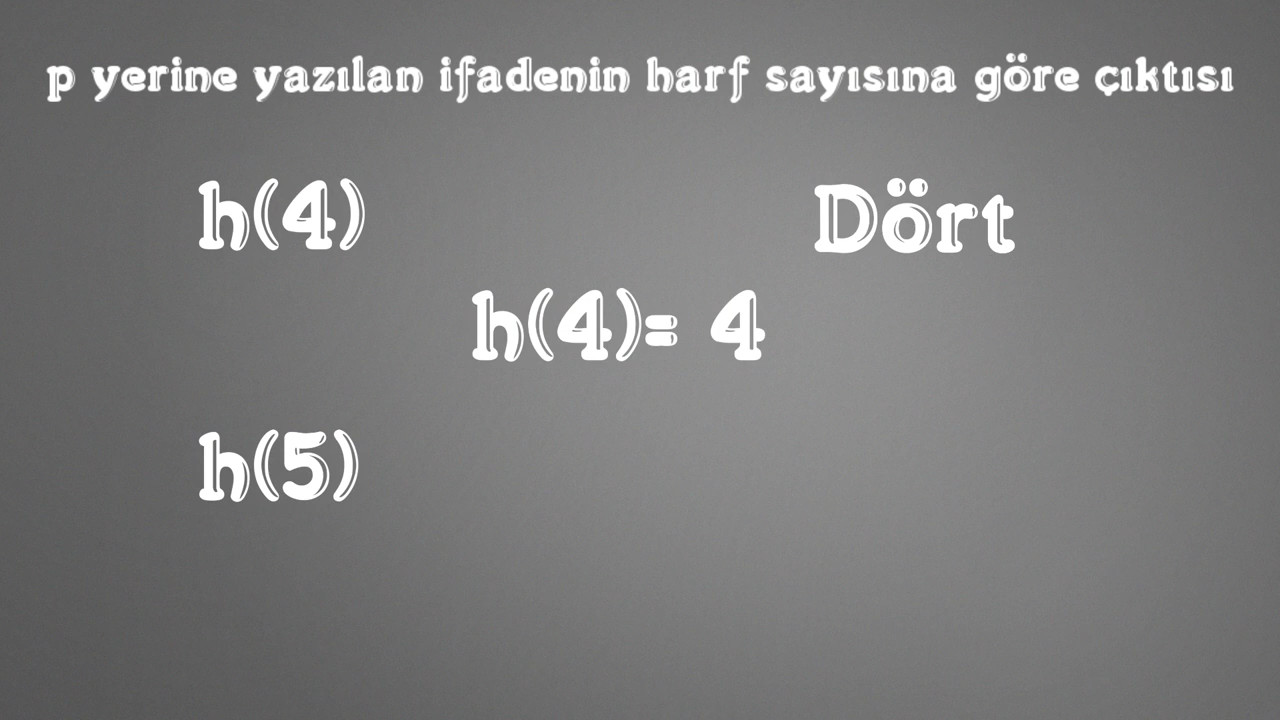 p yerine yazılan ifadenin harf sayısına göre çıktısı
h(4) Dört
h(4)= 4
h(5)